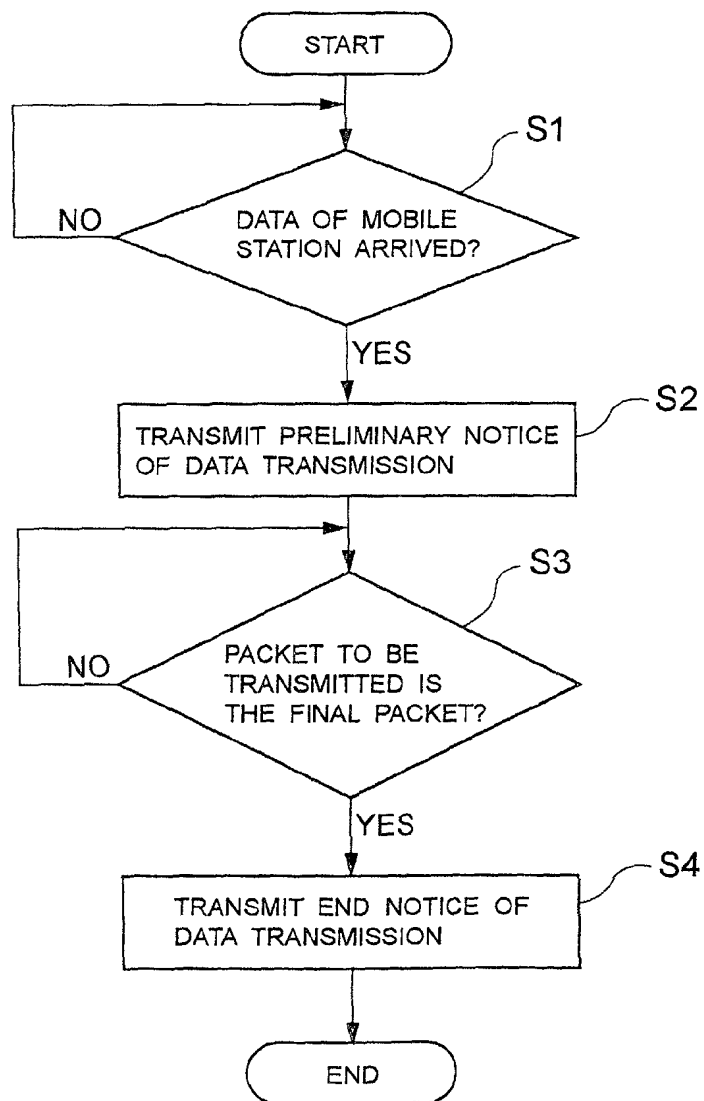 START
S1
DATA OF MOBILE
STATION ARRIVED?
NO
YES
S2
TRANSMIT PRELIMINARY NOTICE
OF DATA TRANSMISSION
S3
PACKET TO BE
TRANSMITTED IS
THE FINAL PACKET?
NO
YES
S4
TRANSMIT END NOTICE OF
DATA TRANSMISSION
END